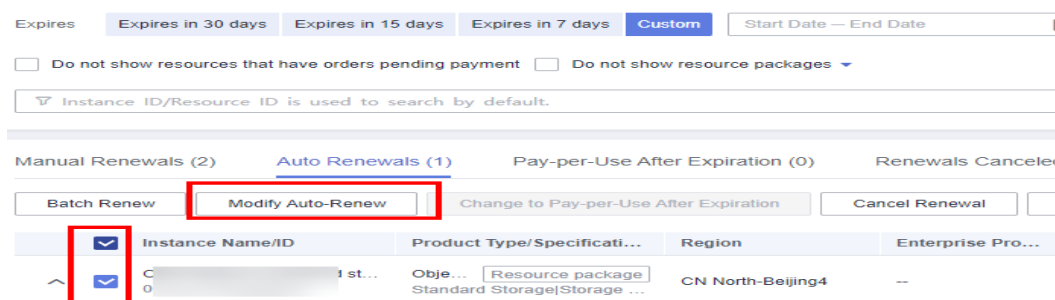 Expires Expires in 30 days Expires in 15 days Expires in 7 days Custom Start Date — End Date
Do not show resources that have orders pending payment Do not show resource packages
Instance ID/Resource ID is used to search by default.
Manual Renewals (2) Auto Renewals (1) Pay-per-Use After Expiration (0) Renewals Cancele
Batch Renew Modify Auto-Renew Change to Pay-per-Use After Expiration Cancel Renewal
Instance Name/ID Product Type/Specificati... Region Enterprise Pro...
st... Obje... Resource package CN North-Beijing4 --
0 Standard Storage|Storage ...